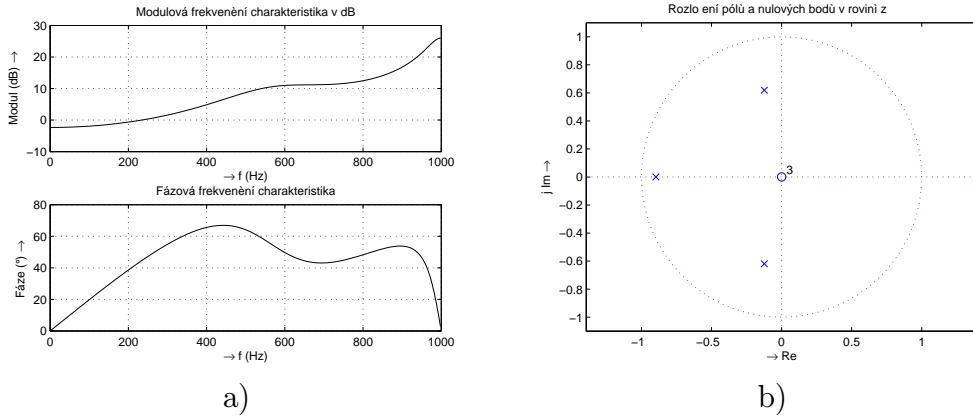 Modulová frekvenèní charakteristika v dB
30
20
10
0
−10
Modul (dB) →
0 200 400 600 800 1000
→ f (Hz)
Fázová frekvenèní charakteristika
80
60
40
20
0
Fáze (°) →
0 200 400 600 800 1000
→ f (Hz)
a)
Rozlo ení pólù a nulových bodù v rovinì z
1
0.8
0.6
0.4
0.2
0
−0.2
−0.4
−0.6
−0.8
−1
j Im →
3
−1 −0.5 0 0.5 1
→ Re
b)